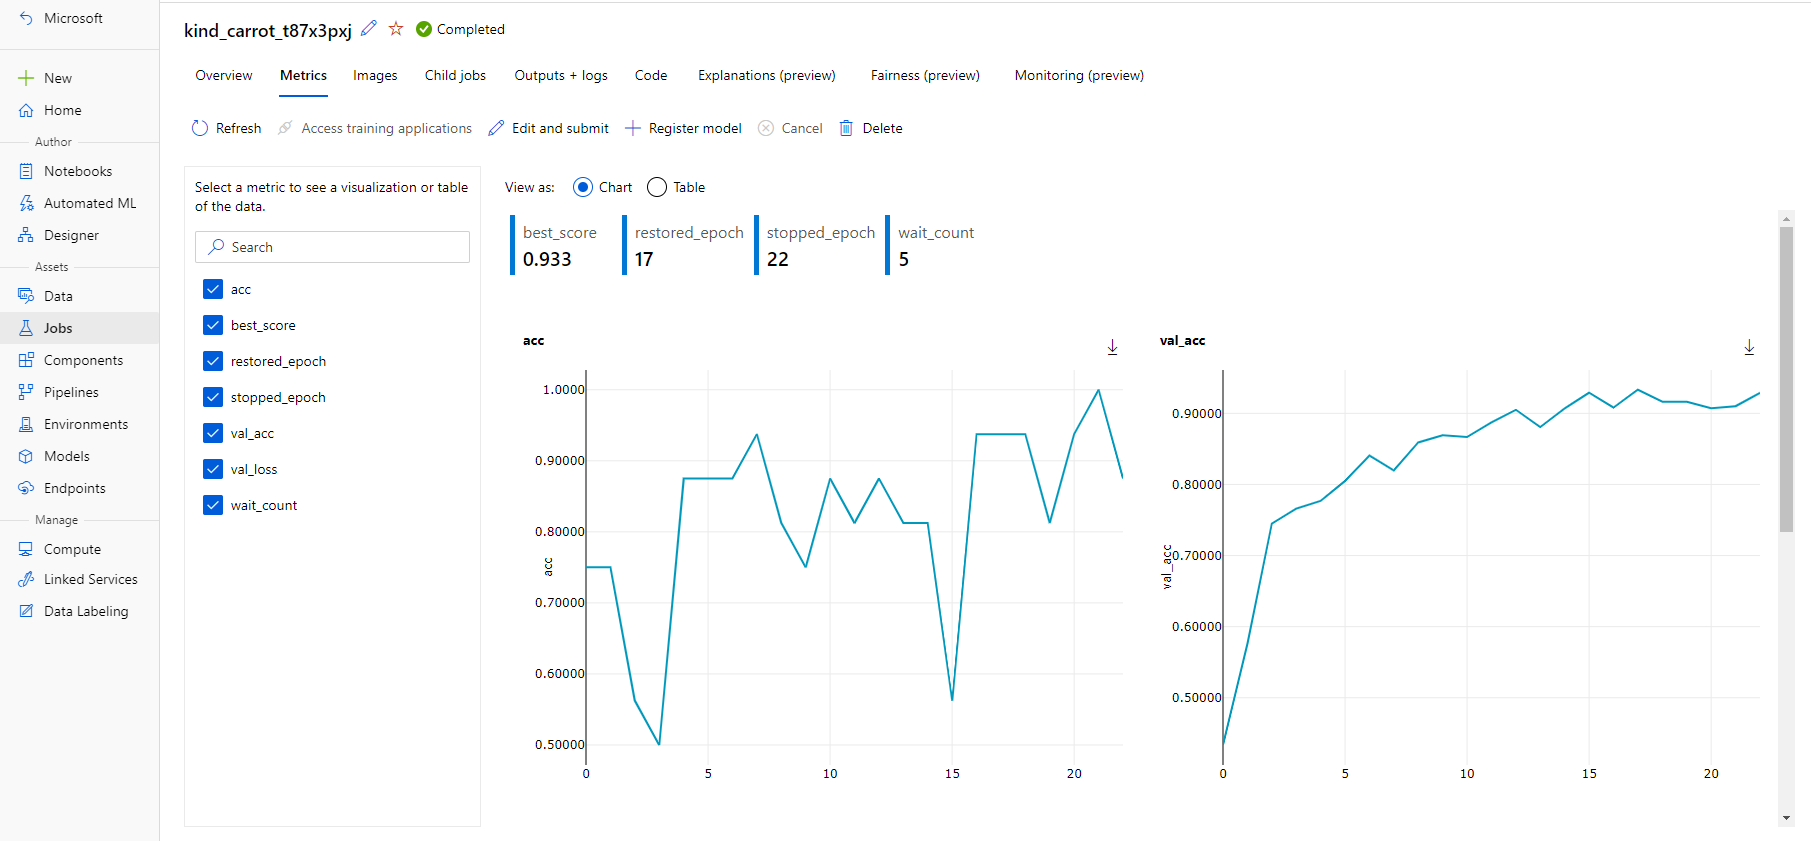 Microsoft
New
Home
Author
Notebooks
Automated ML
Designer
Assets
Data
Jobs
Components
Pipelines
Environments
Models
Endpoints
Manage
Compute
Linked Services
Data Labeling
kind_carrot_t87x3pxj Completed
Overview Metrics Images Child jobs Outputs + logs Code Explanations (preview) Fairness (preview) Monitoring (preview)
Refresh Access training applications Edit and submit Register model Cancel Delete
Select a metric to see a visualization or table
of the data.
Search
acc
best_score
restored_epoch
stopped_epoch
val_acc
val_loss
wait_count
View as: Chart Table
best_score restored_epoch stopped_epoch wait_count
0.933 17 22 5
acc
1.0000
0.90000
0.80000
0.70000
0.60000
0.50000
acc
0 5 10 15 20
val_acc
0.90000
0.80000
0.70000
0.60000
0.50000
val_acc
0 5 10 15 20